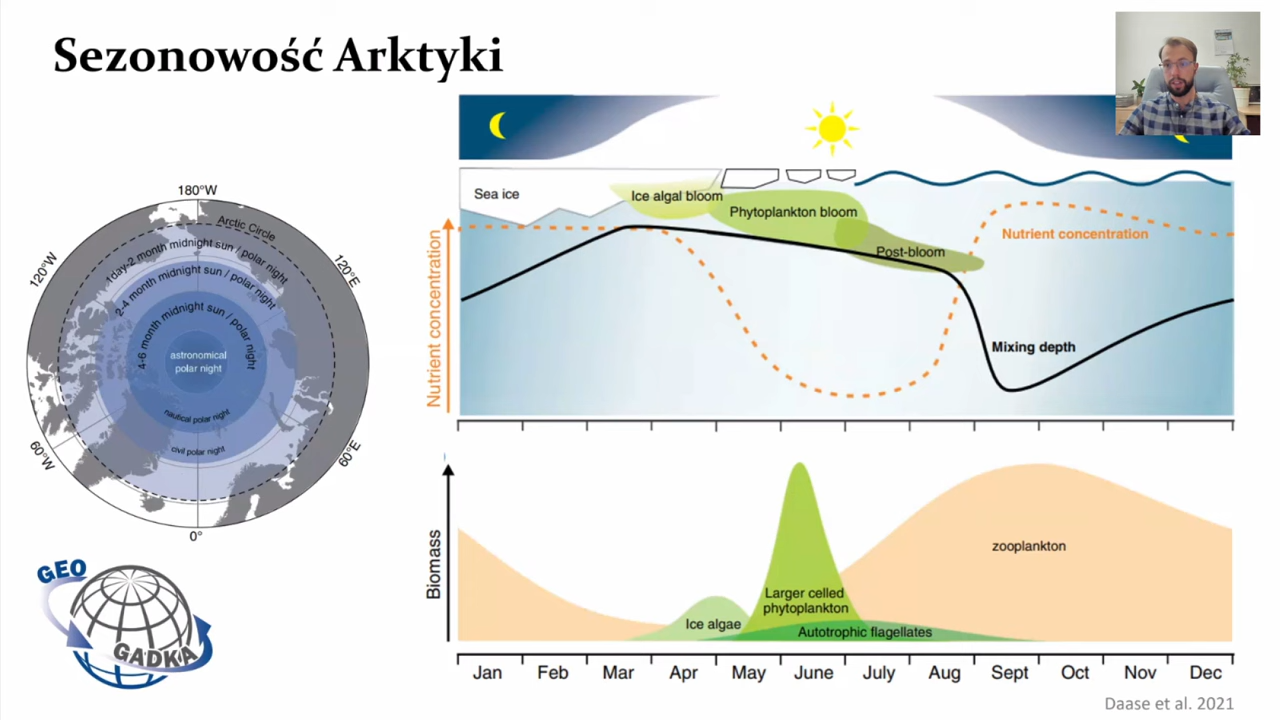 Sezonowość Arktyki
180°W
Arctic Circle
120°W
120°E
1day-2 month midnight sun / polar night
2-4 month midnight sun / polar night
4-6 month midnight sun / polar night
astronomical
polar night
nautical polar night
civil polar night
60°W
60°E
0°
GEO
GADKA
Sea ice
Ice algal bloom
Phytoplankton bloom
Post-bloom
Nutrient concentration
Nutrient concentration
Mixing depth
Biomass
zooplankton
Larger celled
phytoplankton
Ice algae
Autotrophic flagellates
Jan Feb Mar Apr May June July Aug Sept Oct Nov Dec
Daase et al. 2021